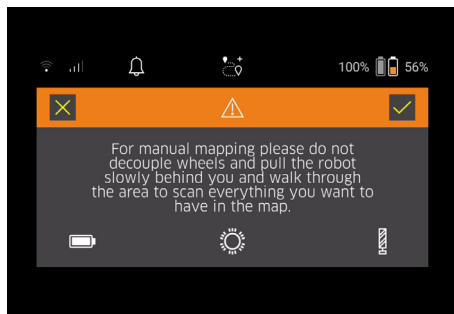 100% 56%
For manual mapping please do not
decouple wheels and pull the robot
slowly behind you and walk through
the area to scan everything you want to
have in the map.